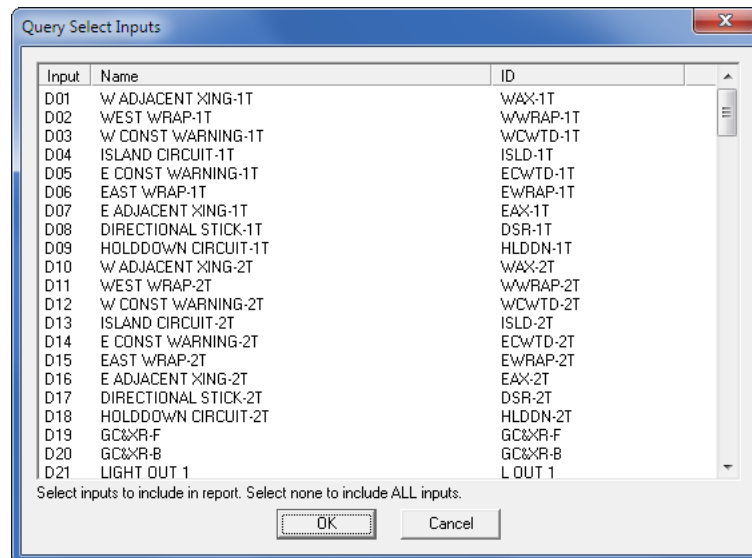 Query Select Inputs
Input Name ID
D01 W ADJACENT XING-1T WAX-1T
D02 WEST WRAP-1T WWRAP-1T
D03 W CONST WARNING-1T WCWTD-1T
D04 ISLAND CIRCUIT-1T ISLD-1T
D05 E CONST WARNING-1T ECWTD-1T
D06 EAST WRAP-1T EWRAP-1T
D07 E ADJACENT XING-1T EAX-1T
D08 DIRECTIONAL STICK-1T DSR-1T
D09 HOLDDOWN CIRCUIT-1T HLDDN-1T
D10 W ADJACENT XING-2T WAX-2T
D11 WEST WRAP-2T WWRAP-2T
D12 W CONST WARNING-2T WCWTD-2T
D13 ISLAND CIRCUIT-2T ISLD-2T
D14 E CONST WARNING-2T ECWTD-2T
D15 EAST WRAP-2T EWRAP-2T
D16 E ADJACENT XING-2T EAX-2T
D17 DIRECTIONAL STICK-2T DSR-2T
D18 HOLDDOWN CIRCUIT-2T HLDDN-2T
D19 GC&XR-F GC&XR-F
D20 GC&XR-B GC&XR-B
D21 LIGHT OUT 1 L OUT 1
Select inputs to include in report. Select none to include ALL inputs.
OK Cancel